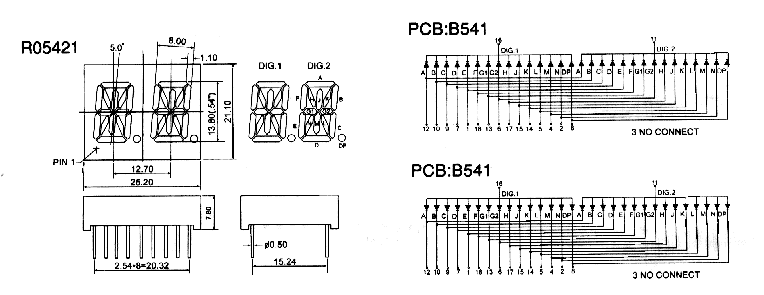 R05421
5.0°
8.00
1.10
DIG.1
DIG.2
A
F
B
H
J
K
G1
G2
E
N
M
L
C
D
DP
13.80(0.54")
21.10
PIN 1
12.70
26.20
7.80
2.54*8=20.32
ø0.50
15.24
PCB:B541
16
11
DIG.1
DIG.2
A B C D E F G1 G2 H J K L M N DP A B C D E F G1 G2 H J K L M N DP
12 10 9 7 1 18 13 6 17 15 14 5 4 2 8
3 NO CONNECT
PCB:B541
16
11
DIG.1
DIG.2
A B C D E F G1 G2 H J K L M N DP A B C D E F G1 G2 H J K L M N DP
12 10 9 7 1 18 13 6 17 15 14 5 4 2 8
3 NO CONNECT